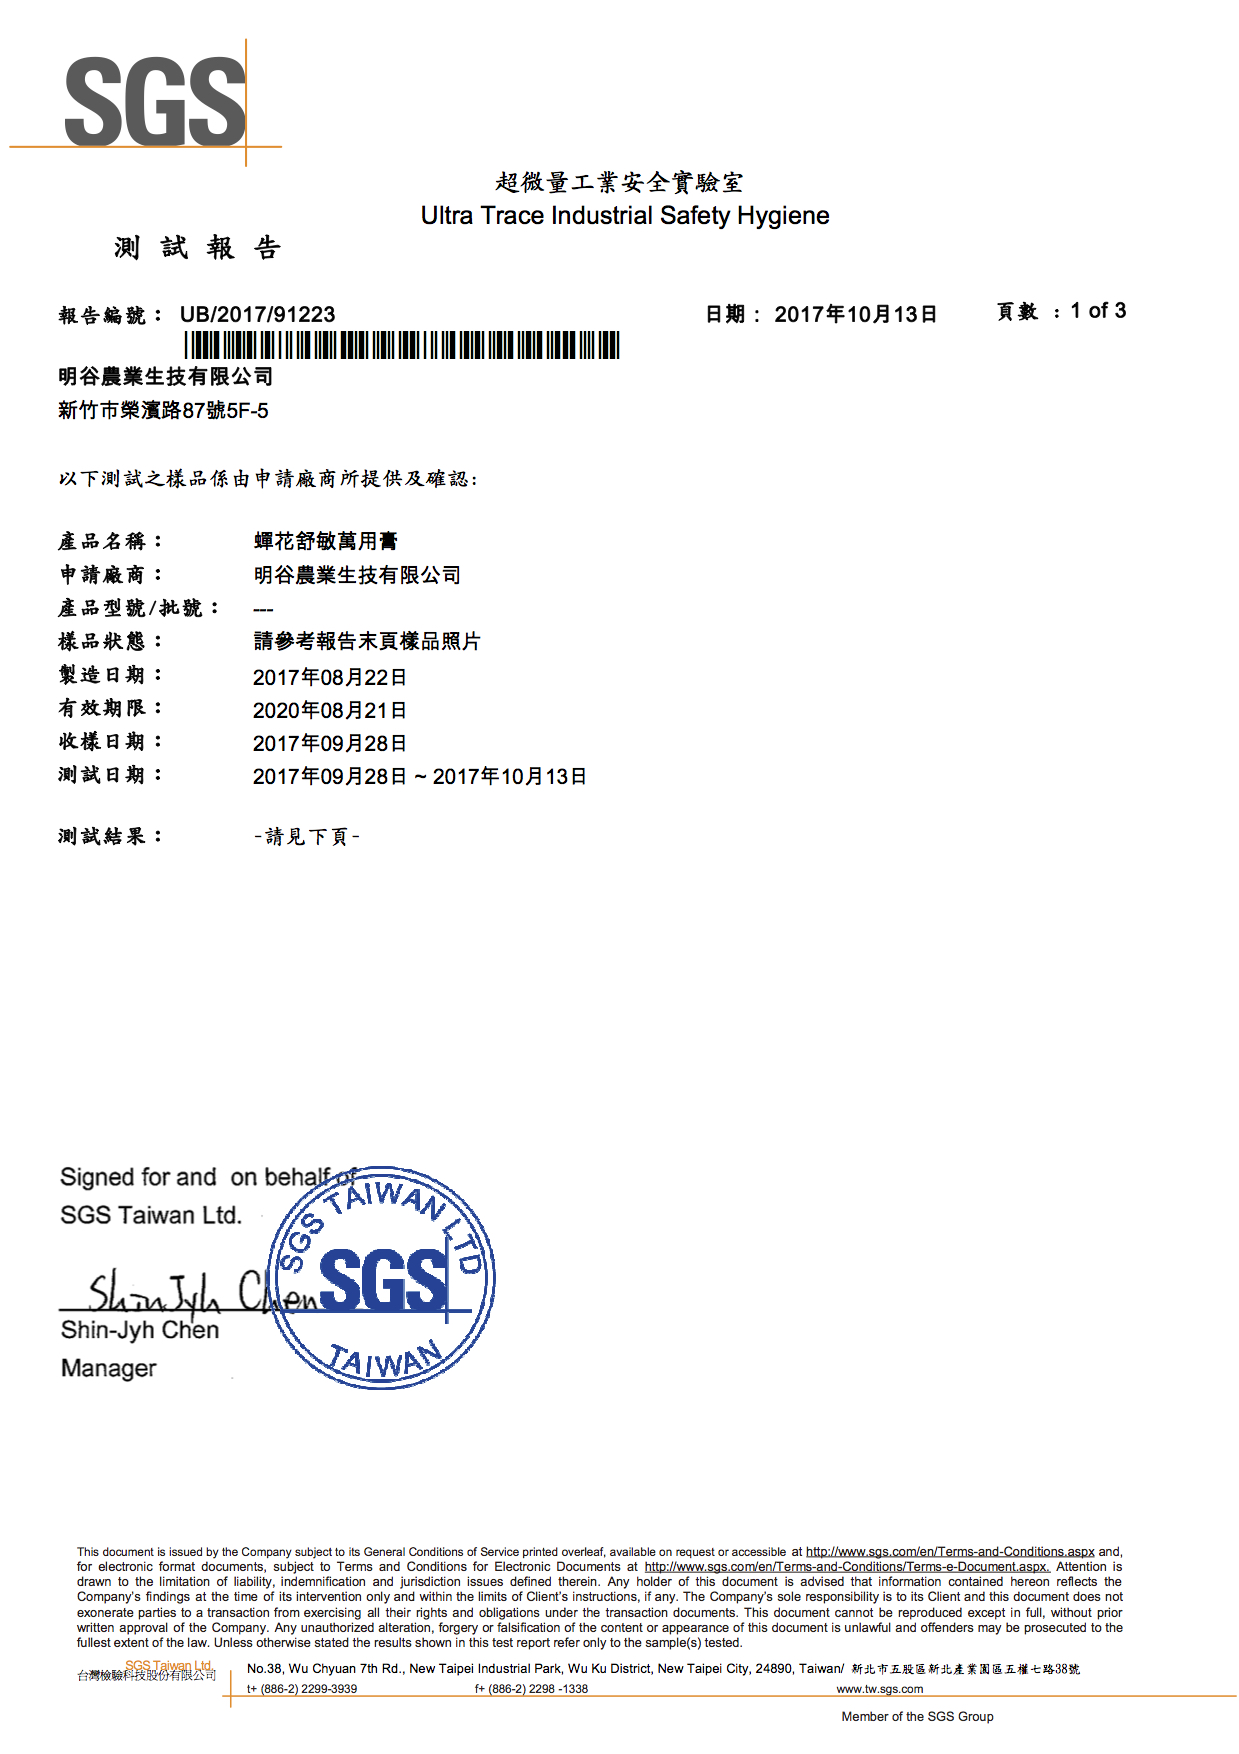 SGS
超微量工業安全實驗室
Ultra Trace Industrial Safety Hygiene
測 試 報 告
報告編號： UB/2017/91223 日期： 2017年10月13日 頁數 ：1 of 3
明谷農業生技有限公司
新竹市榮濱路87號5F-5
以下測試之樣品係由申請廠商所提供及確認:
產品名稱： 蟬花舒敏萬用膏
申請廠商： 明谷農業生技有限公司
產品型號/批號： ---
樣品狀態： 請參考報告末頁樣品照片
製造日期： 2017年08月22日
有效期限： 2020年08月21日
收樣日期： 2017年09月28日
測試日期： 2017年09月28日 ~ 2017年10月13日
測試結果： -請見下頁-
Signed for and on behalf of
SGS Taiwan Ltd.
Shin-Jyh Chen
SGS TAIWAN LTD
SGS
TAIWAN
Shin-Jyh Chen
Manager
This document is issued by the Company subject to its General Conditions of Service printed overleaf, available on request or accessible at http://www.sgs.com/en/Terms-and-Conditions.aspx and,
for electronic format documents, subject to Terms and Conditions for Electronic Documents at http://www.sgs.com/en/Terms-and-Conditions/Terms-e-Document.aspx. Attention is
drawn to the limitation of liability, indemnification and jurisdiction issues defined therein. Any holder of this document is advised that information contained hereon reflects the
Company's findings at the time of its intervention only and within the limits of Client's instructions, if any. The Company's sole responsibility is to its Client and this document does not
exonerate parties to a transaction from exercising all their rights and obligations under the transaction documents. This document cannot be reproduced except in full, without prior
written approval of the Company. Any unauthorized alteration, forgery or falsification of the content or appearance of this document is unlawful and offenders may be prosecuted to the
fullest extent of the law. Unless otherwise stated the results shown in this test report refer only to the sample(s) tested.
SGS Taiwan Ltd.
台灣檢驗科技股份有限公司
No.38, Wu Chyuan 7th Rd., New Taipei Industrial Park, Wu Ku District, New Taipei City, 24890, Taiwan/ 新北市五股區新北產業園區五權七路38號
t+ (886-2) 2299-3939 f+ (886-2) 2298 -1338 www.tw.sgs.com
Member of the SGS Group